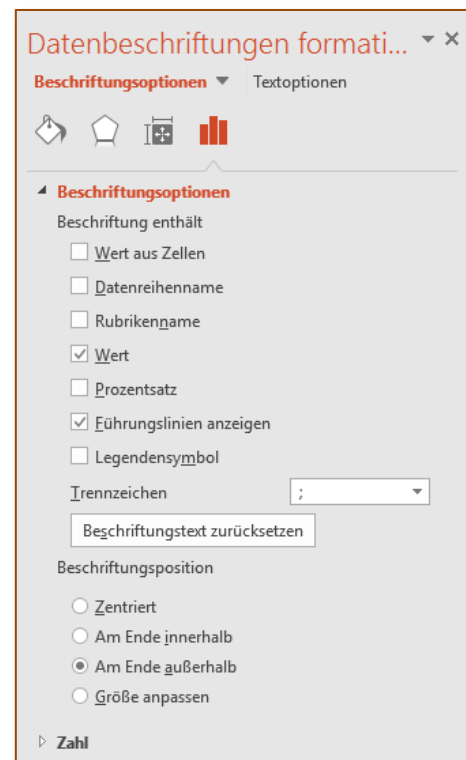 Datenbeschriftungen formati...
Beschriftungsoptionen Textoptionen
Beschriftungsoptionen
Beschriftung enthält
Wert aus Zellen
Datenreihenname
Rubrikenname
Wert
Prozentsatz
Führungslinien anzeigen
Legendensymbol
Trennzeichen ;
Beschriftungstext zurücksetzen
Beschriftungsposition
Zentriert
Am Ende innerhalb
Am Ende außerhalb
Größe anpassen
Zahl